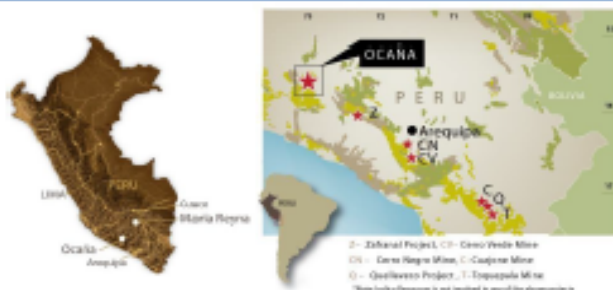 LIMA
PERU
Cusco
María Reyna
Ocaña
Arequipa
OCAÑA
PERU
BOLIVIA
Z
Arequipa
CN
CV
C
Q
T
Z - Zafranal Project, CV - Cerro Verde Mine
CN - Cerro Negro Mine, C - Cuajone Mine
Q - Quellaveco Project, T - Toquepala Mine